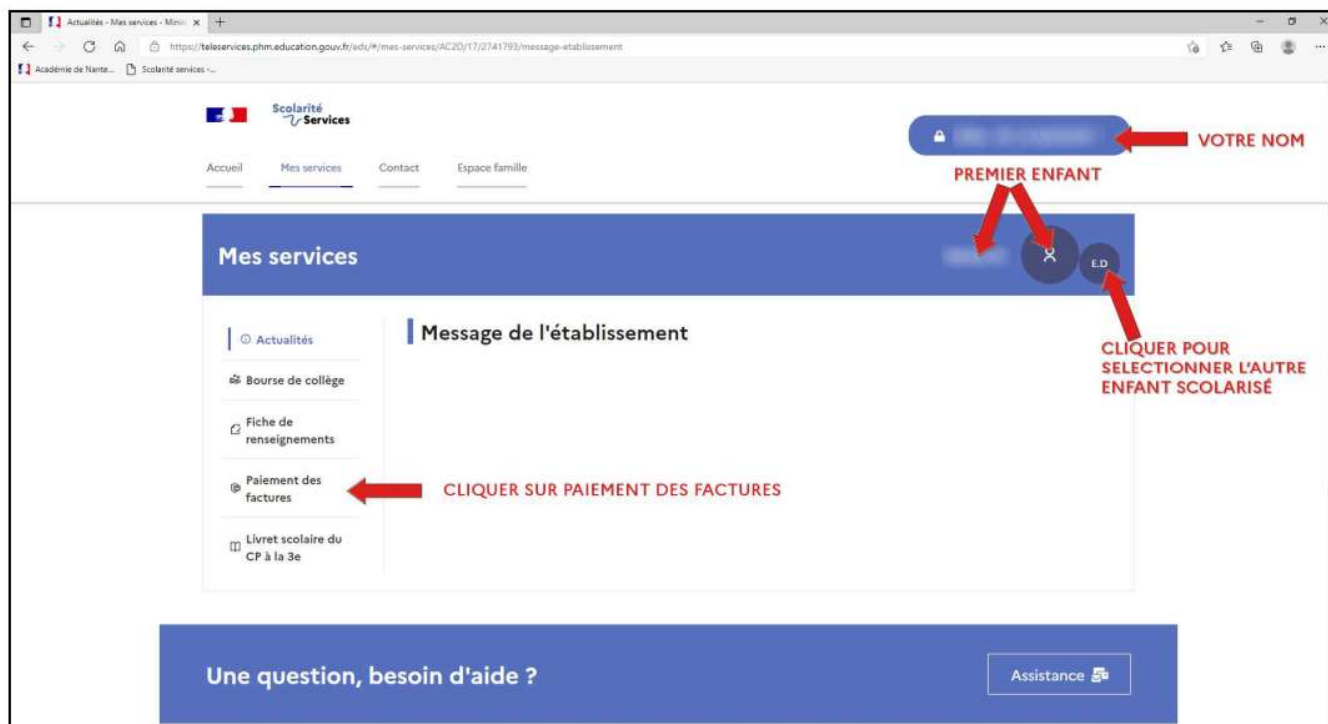 Actualités - Mes services - Minis
https://teleservices.phm.education.gouv.fr/eds/#/mes-services/AC2D/17/2741793/message-etablissement
Académie de Nante...
Scolarité services -...
Scolarité
Services
VOTRE NOM
Accueil
Mes services
Contact
Espace famille
PREMIER ENFANT
Mes services
E.D
Actualités
Message de l'établissement
CLIQUER POUR
SELECTIONNER L'AUTRE
ENFANT SCOLARISÉ
Bourse de collège
Fiche de
renseignements
Paiement des
factures
CLIQUER SUR PAIEMENT DES FACTURES
Livret scolaire du
CP à la 3e
Une question, besoin d'aide ?
Assistance